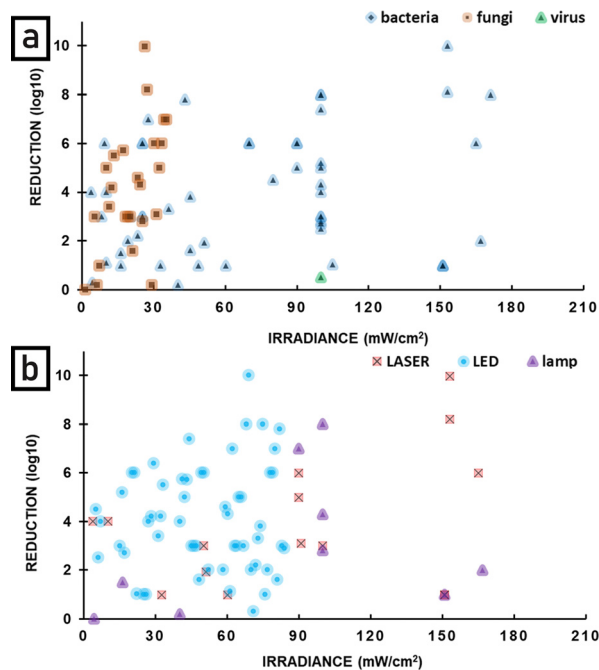 a
bacteria fungi virus
REDUCTION (log10)
10
8
6
4
2
0
0 30 60 90 120 150 180 210
IRRADIANCE (mW/cm²)
b
LASER LED lamp
REDUCTION (log10)
10
8
6
4
2
0
0 30 60 90 120 150 180 210
IRRADIANCE (mW/cm²)